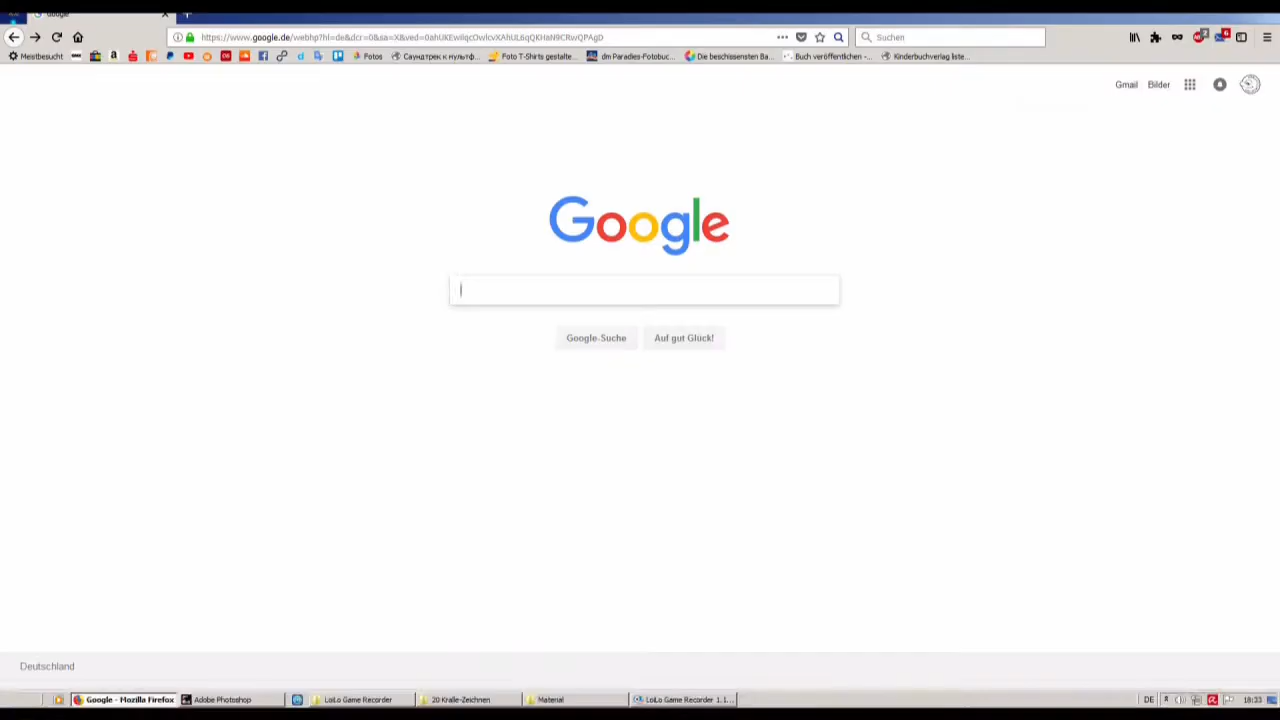 Google
https://www.google.de/webhp?hl=de&dcr=0&sa=X&ved=0ahUKEwiiqcOwlcvXAhUL6qQKHaN9CRwQPAgD
Suchen
Meistbesucht
Fotos
Саундтрек к мультф...
Foto T-Shirts gestalte...
dm Paradies-Fotobuc...
Die beschissensten Ba...
Buch veröffentlichen -...
Kinderbuchverlag liste...
Gmail Bilder
Google
Google-Suche
Auf gut Glück!
Deutschland
Google - Mozilla Firefox
Adobe Photoshop
LoiLo Game Recorder
20 Kralle-Zeichnen
Material
LoiLo Game Recorder 1.1...
DE
18:33